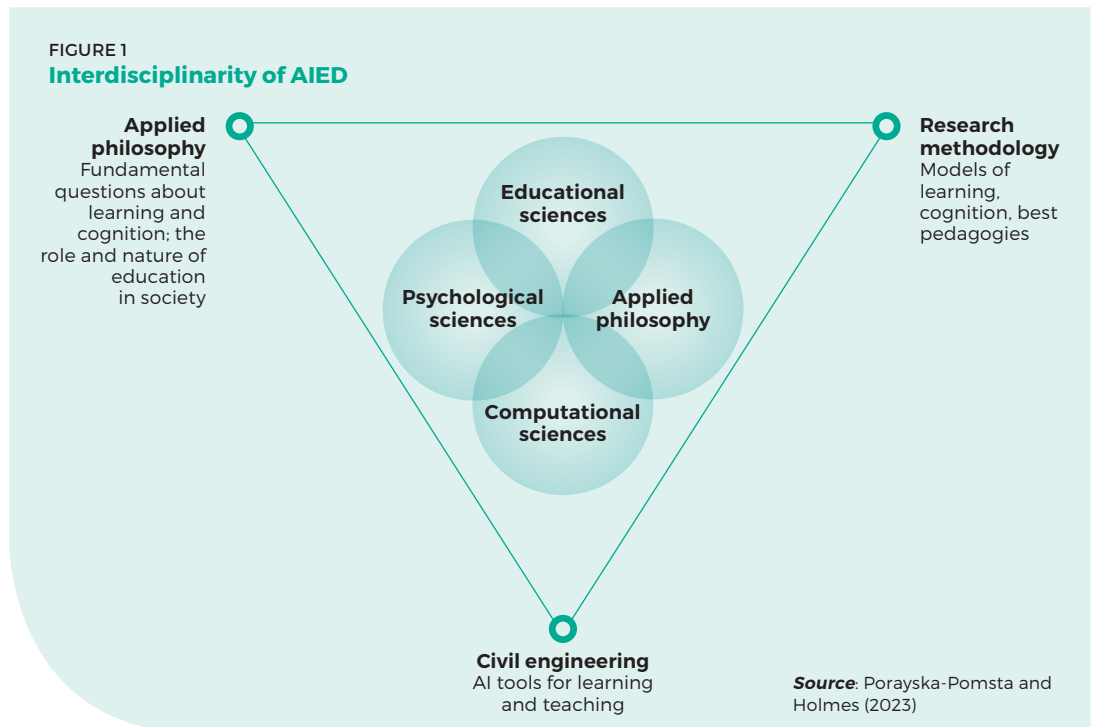 FIGURE 1
Interdisciplinarity of AIED
Applied
philosophy
Fundamental
questions about
learning and
cognition; the
role and nature of
education
in society
Research
methodology
Models of
learning,
cognition, best
pedagogies
Educational
sciences
Psychological
sciences
Applied
philosophy
Computational
sciences
Civil engineering
AI tools for learning
and teaching
Source: Porayska-Pomsta and
Holmes (2023)